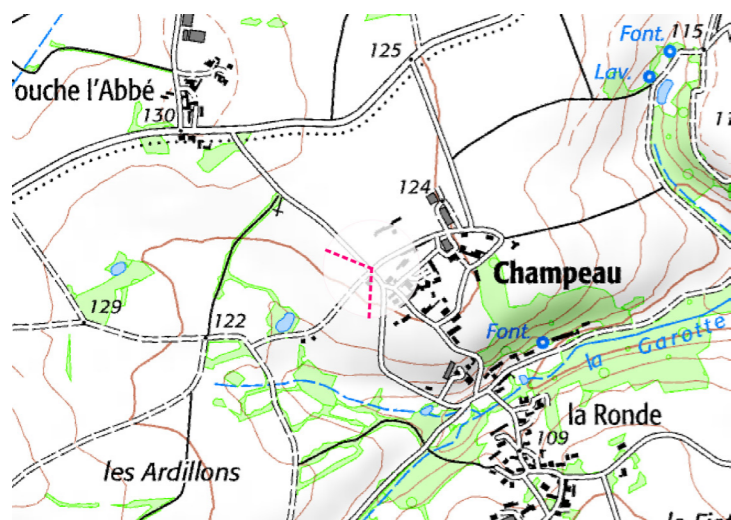 115
Font.
125
Lav.
ouche l'Abbé
130
11
124
Champeau
129
122
Font.
la Garotte
la Ronde
109
les Ardillons